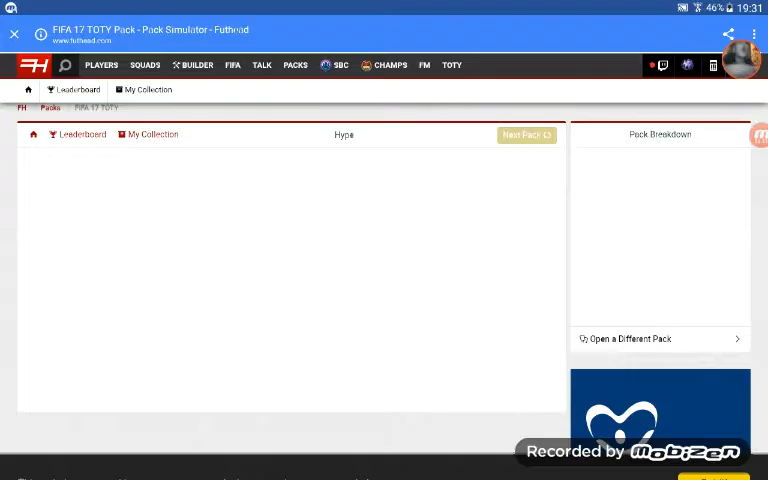 46% 19:31
FIFA 17 TOTY Pack - Pack Simulator - Futhead
www.futhead.com
FH PLAYERS SQUADS BUILDER FIFA TALK PACKS SBC CHAMPS FM TOTY
Leaderboard My Collection
FH Packs FIFA 17 TOTY
Leaderboard My Collection Hype Next Pack Pack Breakdown
Open a Different Pack
Recorded by Mobizen